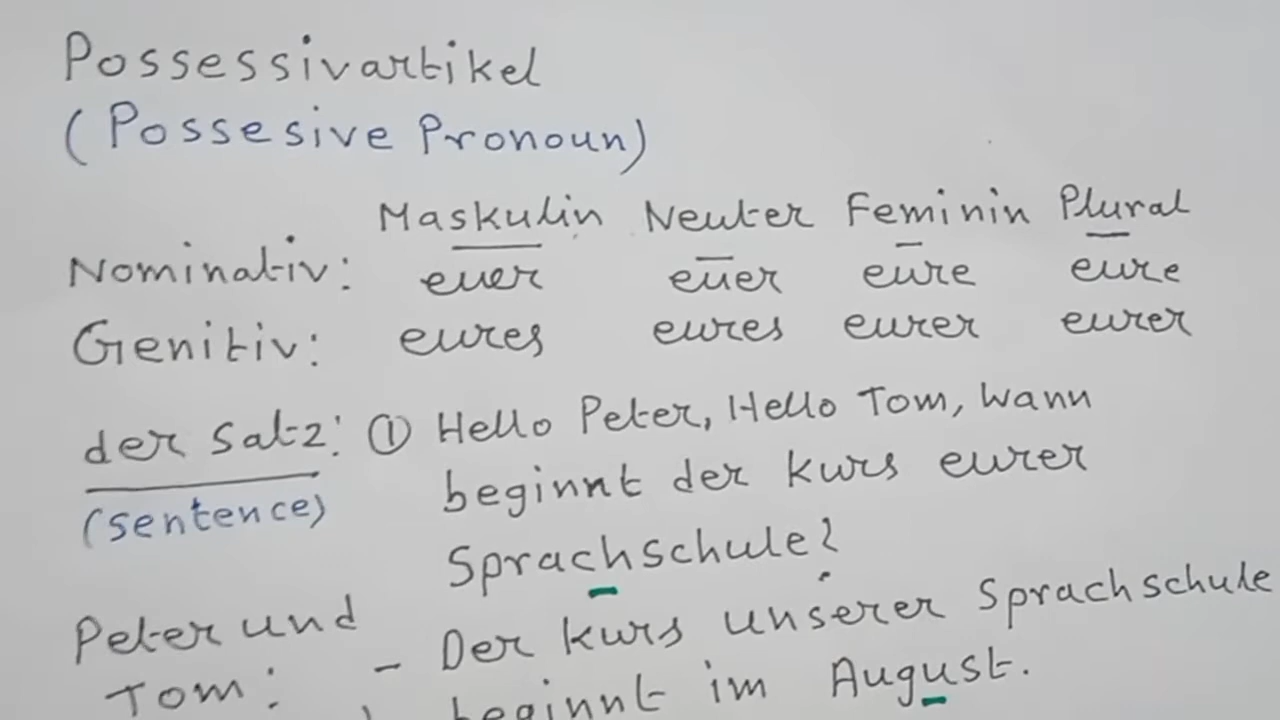 Possessivartikel
(Possesive Pronoun)
Maskulin Neuter Feminin Plural
Nominativ: euer euer eure eure
Genitiv: eures eures eurer eurer
der Satz: ① Hello Peter, Hello Tom, Wann
(sentence) beginnt der Kurs eurer
Sprachschule?
Peter und - Der Kurs unserer Sprachschule
Tom: beginnt im August.